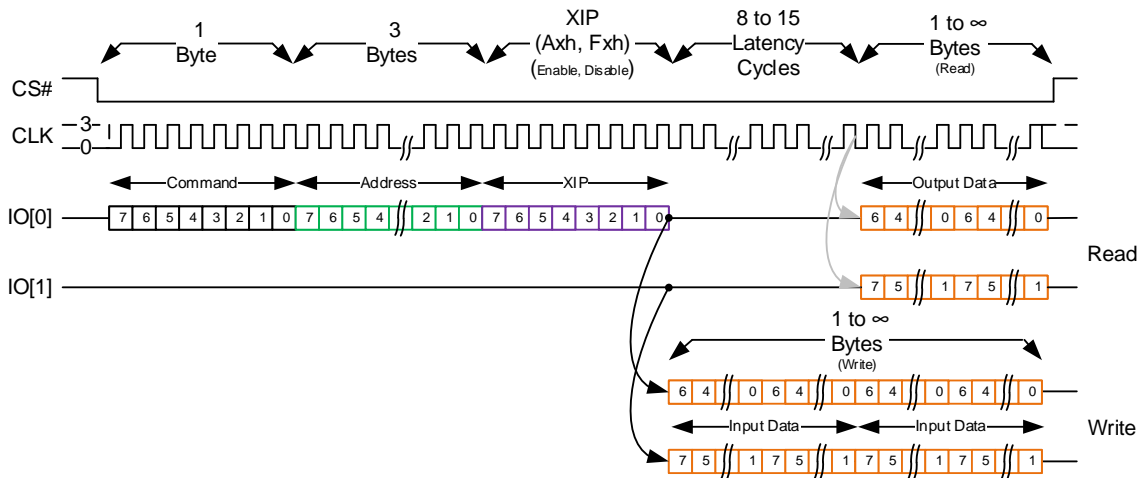 1 Byte
3 Bytes
XIP (Axh, Fxh) (Enable, Disable)
8 to 15 Latency Cycles
1 to ∞ Bytes (Read)
CS#
CLK 3 0
Command Address XIP Output Data
IO[0] 7 6 5 4 3 2 1 0 7 6 5 4 2 1 0 7 6 5 4 3 2 1 0 6 4 0 6 4 0
Read
IO[1] 7 5 1 7 5 1
1 to ∞ Bytes (Write)
6 4 0 6 4 0 6 4 0 6 4 0
Input Data Input Data
Write
7 5 1 7 5 1 7 5 1 7 5 1